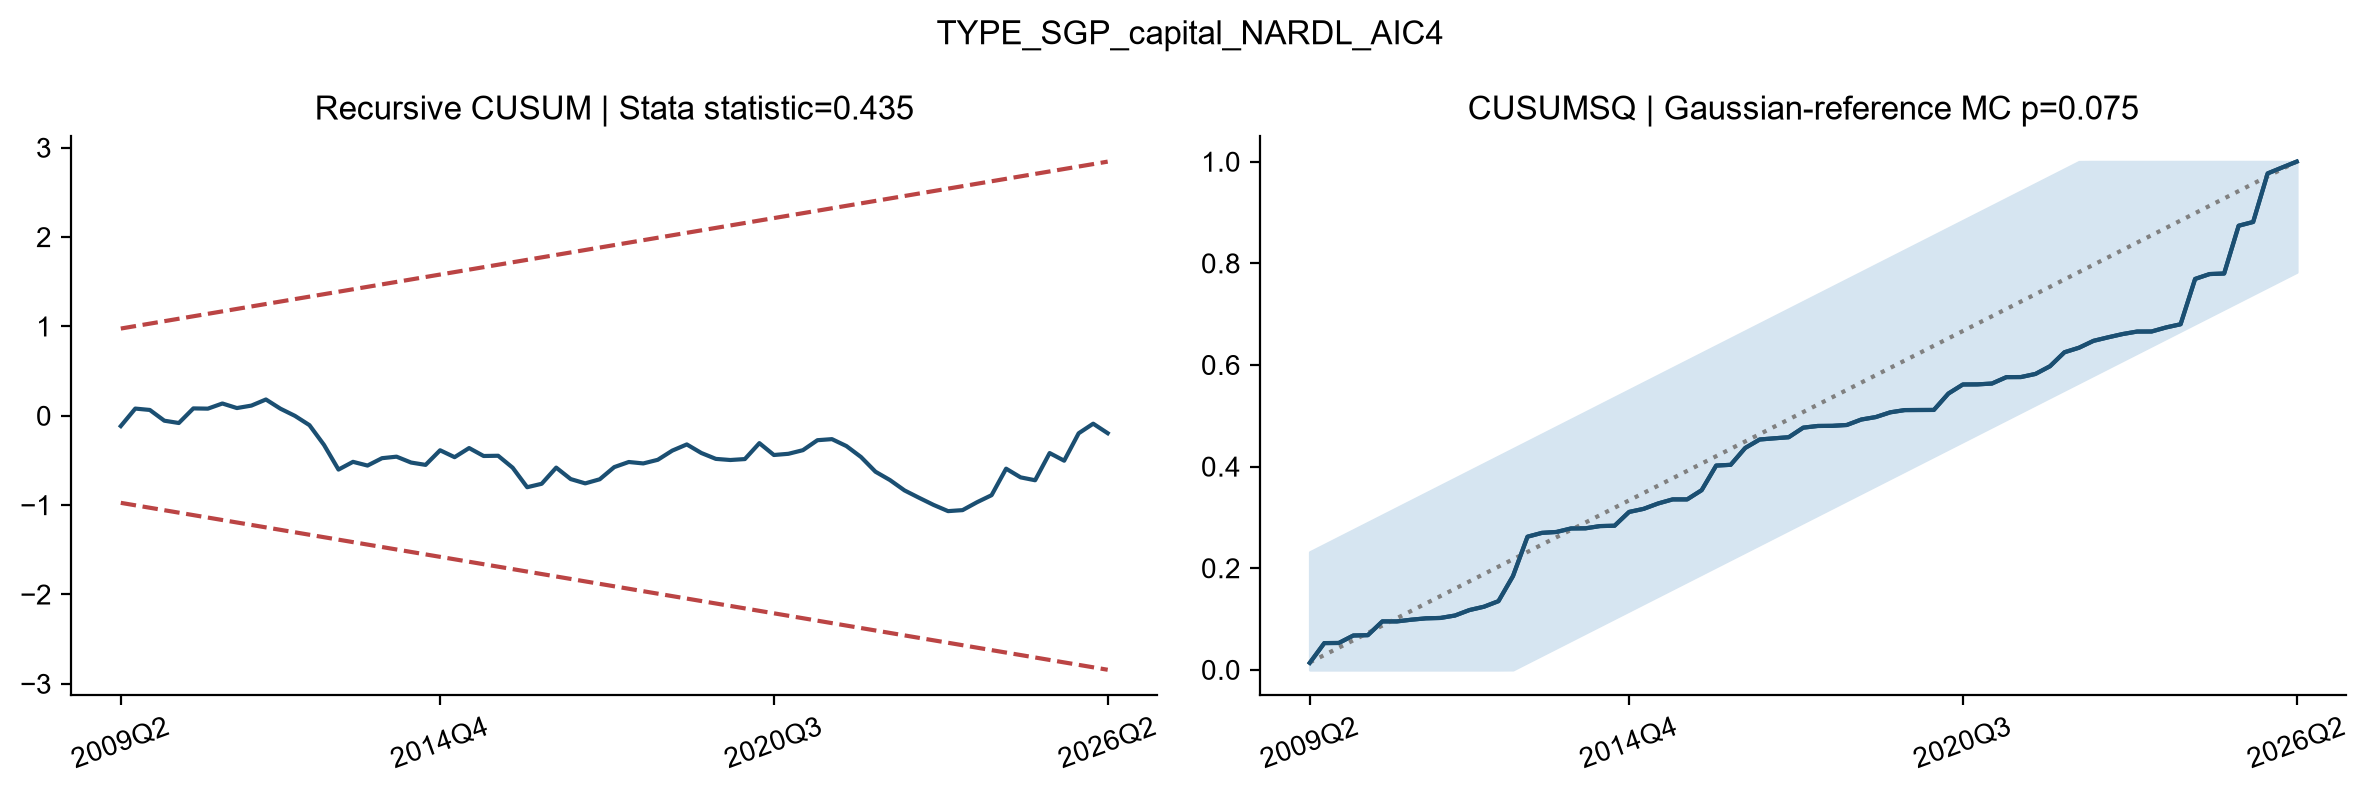 TYPE_SGP_capital_NARDL_AIC4
Recursive CUSUM | Stata statistic=0.435
3
2
1
0
−1
−2
−3
2009Q2
2014Q4
2020Q3
2026Q2
CUSUMSQ | Gaussian-reference MC p=0.075
1.0
0.8
0.6
0.4
0.2
0.0
2009Q2
2014Q4
2020Q3
2026Q2